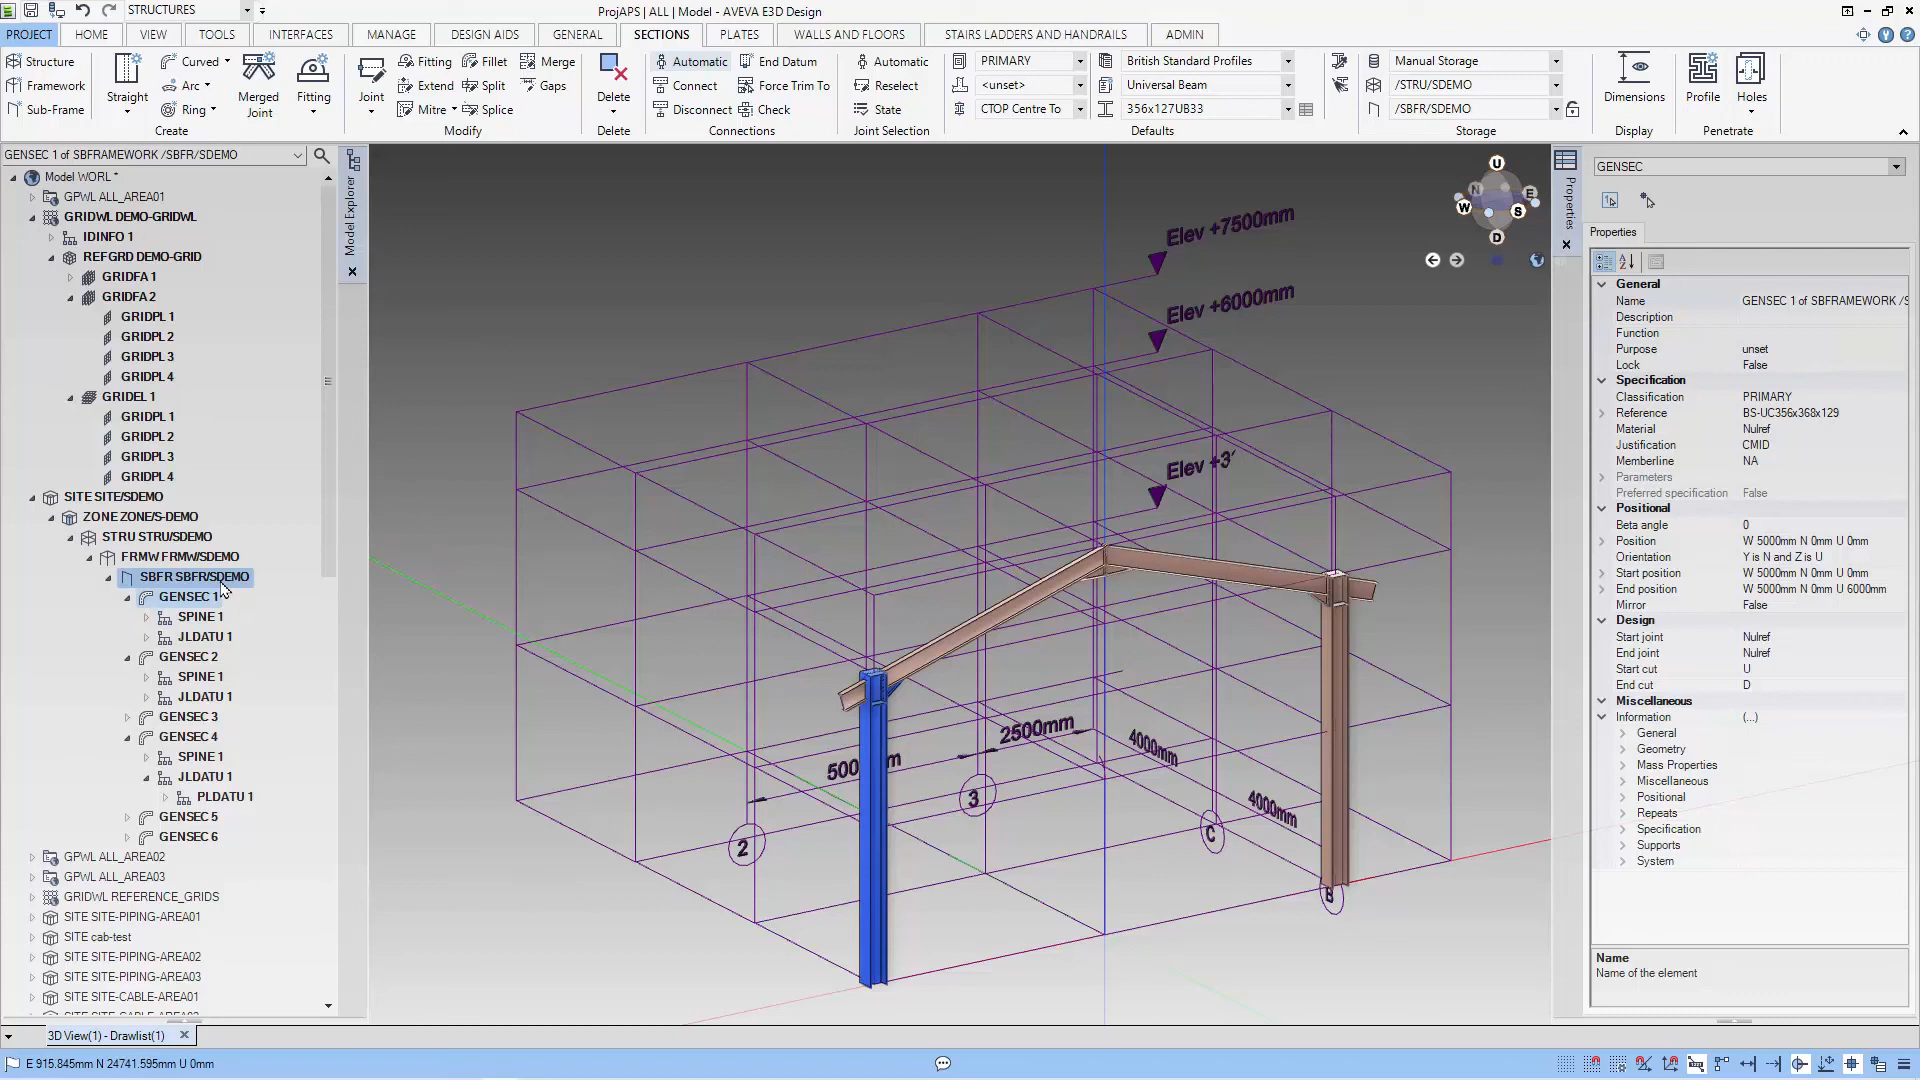 STRUCTURES
ProjAPS | ALL | Model - AVEVA E3D Design
PROJECT HOME VIEW TOOLS INTERFACES MANAGE DESIGN AIDS GENERAL SECTIONS PLATES WALLS AND FLOORS STAIRS LADDERS AND HANDRAILS ADMIN
Structure
Framework
Sub-Frame
Straight
Curved
Arc
Ring
Merged
Joint
Fitting
Create
Joint
Fitting
Extend
Mitre
Fillet
Split
Splice
Merge
Gaps
Modify
Delete
Delete
Automatic
Connect
Disconnect
End Datum
Force Trim To
Check
Connections
Automatic
Reselect
State
Joint Selection
PRIMARY
<unset>
CTOP Centre To
British Standard Profiles
Universal Beam
356x127UB33
Defaults
Manual Storage
/STRU/SDEMO
/SBFR/SDEMO
Storage
Dimensions
Display
Profile
Holes
Penetrate
GENSEC 1 of SBFRAMEWORK /SBFR/SDEMO
Model WORL *
GPWL ALL_AREA01
GRIDWL DEMO-GRIDWL
IDINFO 1
REFGRD DEMO-GRID
GRIDFA 1
GRIDFA 2
GRIDPL 1
GRIDPL 2
GRIDPL 3
GRIDPL 4
GRIDEL 1
GRIDPL 1
GRIDPL 2
GRIDPL 3
GRIDPL 4
SITE SITE/SDEMO
ZONE ZONE/S-DEMO
STRU STRU/SDEMO
FRMW FRMW/SDEMO
SBFR SBFR/SDEMO
GENSEC 1
SPINE 1
JLDATU 1
GENSEC 2
SPINE 1
JLDATU 1
GENSEC 3
GENSEC 4
SPINE 1
JLDATU 1
PLDATU 1
GENSEC 5
GENSEC 6
GPWL ALL_AREA02
GPWL ALL_AREA03
GRIDWL REFERENCE_GRIDS
SITE SITE-PIPING-AREA01
SITE cab-test
SITE SITE-PIPING-AREA02
SITE SITE-PIPING-AREA03
SITE SITE-CABLE-AREA01
Model Explorer
Elev +7500mm
Elev +6000mm
Elev +3'
2500mm
4000mm
4000mm
2
3
C
B
U
N
E
W
S
D
Properties
GENSEC
Properties
General
Name GENSEC 1 of SBFRAMEWORK /S
Description
Function
Purpose unset
Lock False
Specification
Classification PRIMARY
Reference BS-UC356x368x129
Material Nulref
Justification CMID
Memberline NA
Parameters
Preferred specification False
Positional
Beta angle 0
Position W 5000mm N 0mm U 0mm
Orientation Y is N and Z is U
Start position W 5000mm N 0mm U 0mm
End position W 5000mm N 0mm U 6000mm
Mirror False
Design
Start joint Nulref
End joint Nulref
Start cut U
End cut D
Miscellaneous
Information (...)
General
Geometry
Mass Properties
Miscellaneous
Positional
Repeats
Specification
Supports
System
Name
Name of the element
3D View(1) - Drawlist(1)
E 915.845mm N 24741.595mm U 0mm